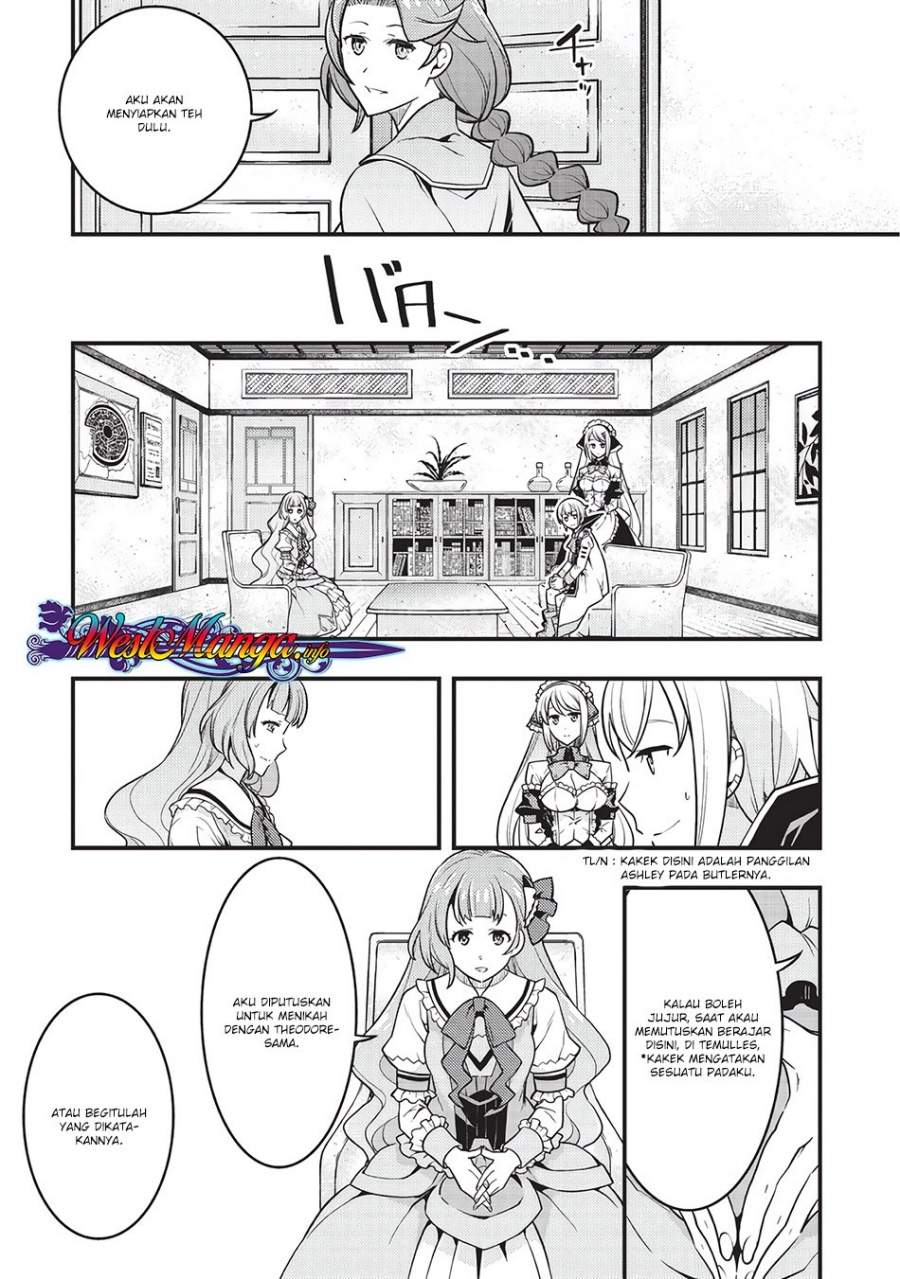 AKU AKAN
MENYIAPKAN TEH
DULU.
チャッ
バタン
WestManga.info
TL/N : KAKEK DISINI ADALAH PANGGILAN
ASHLEY PADA BUTLERNYA.
KALAU BOLEH
JUJUR, SAAT AKAU
MEMUTUSKAN BERAJAR
DISINI, DI TEMULLES,
*KAKEK MENGATAKAN
SESUATU PADAKU.
AKU DIPUTUSKAN
UNTUK MENIKAH
DENGAN THEODORE-
SAMA.
ATAU BEGITULAH
YANG DIKATA-
KANNYA.